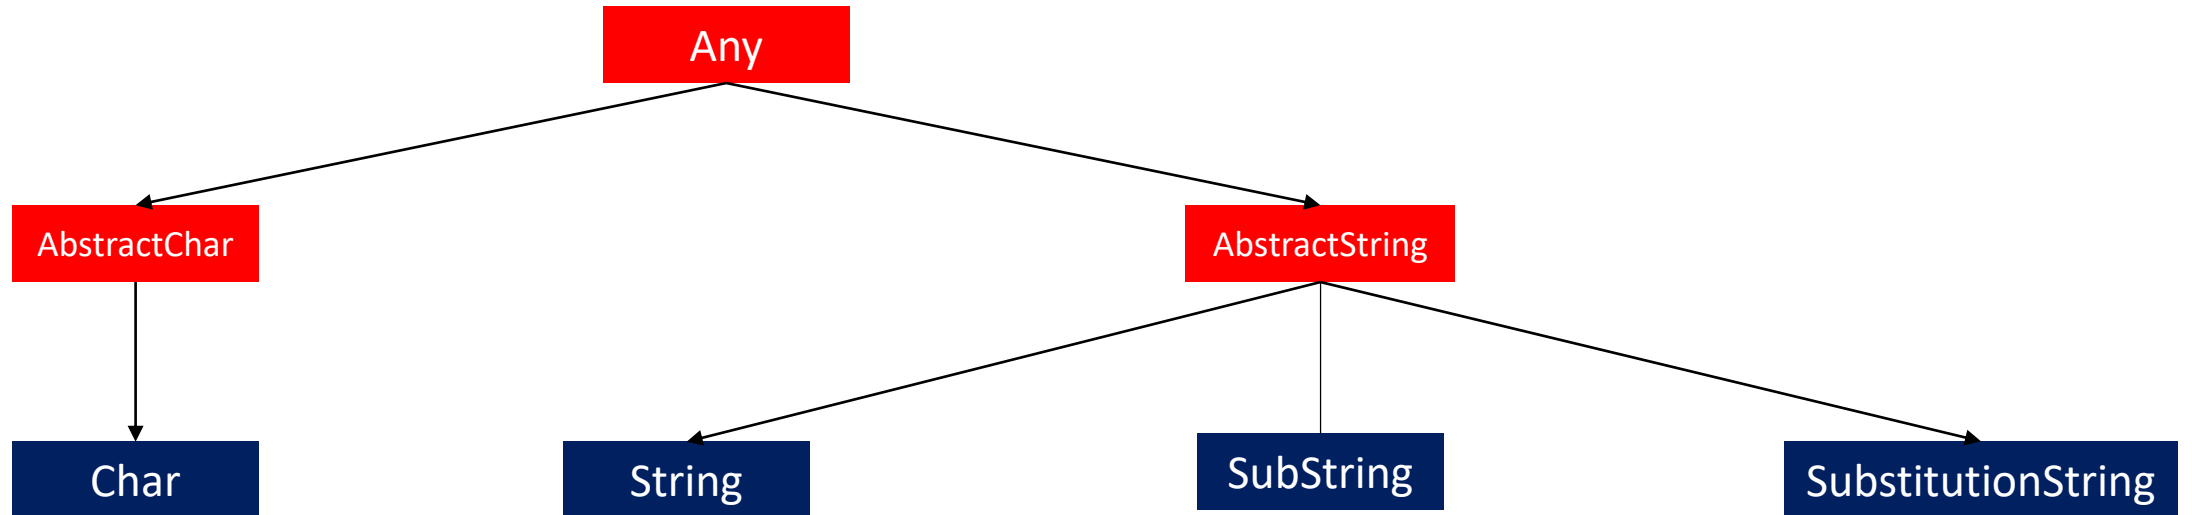 Any
AbstractChar
AbstractString
Char
String
SubString
SubstitutionString